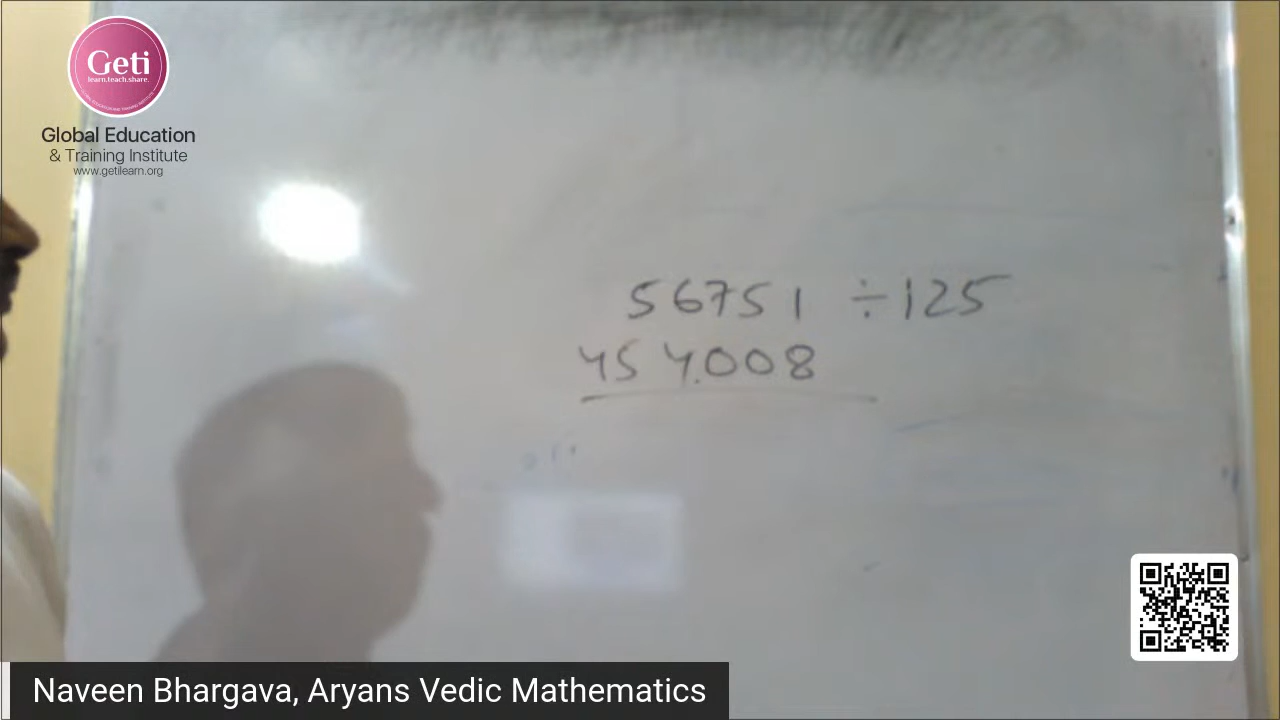 Geti
learn.teach.share.
Global Education
& Training Institute
www.getilearn.org
56751 ÷125
454.008
Naveen Bhargava, Aryans Vedic Mathematics